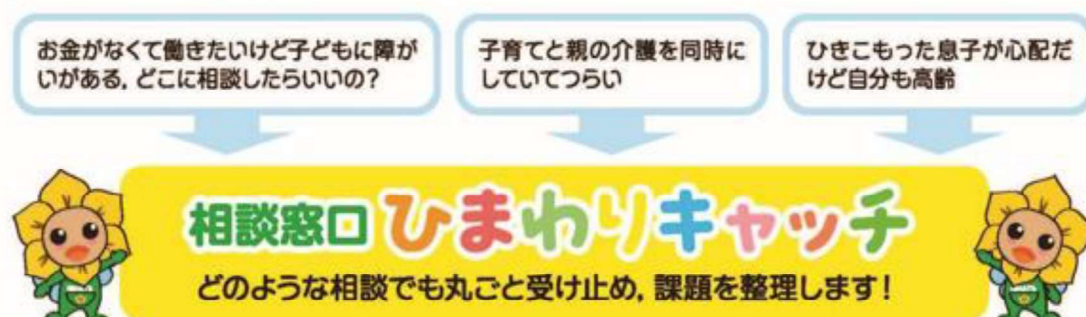 お金がなくて働きたいけど子どもに障が
いがある，どこに相談したらいいの？
子育てと親の介護を同時に
していてつらい
ひきこもった息子が心配だ
けど自分も高齢
相談窓口 ひまわりキャッチ
どのような相談でも丸ごと受け止め，課題を整理します！